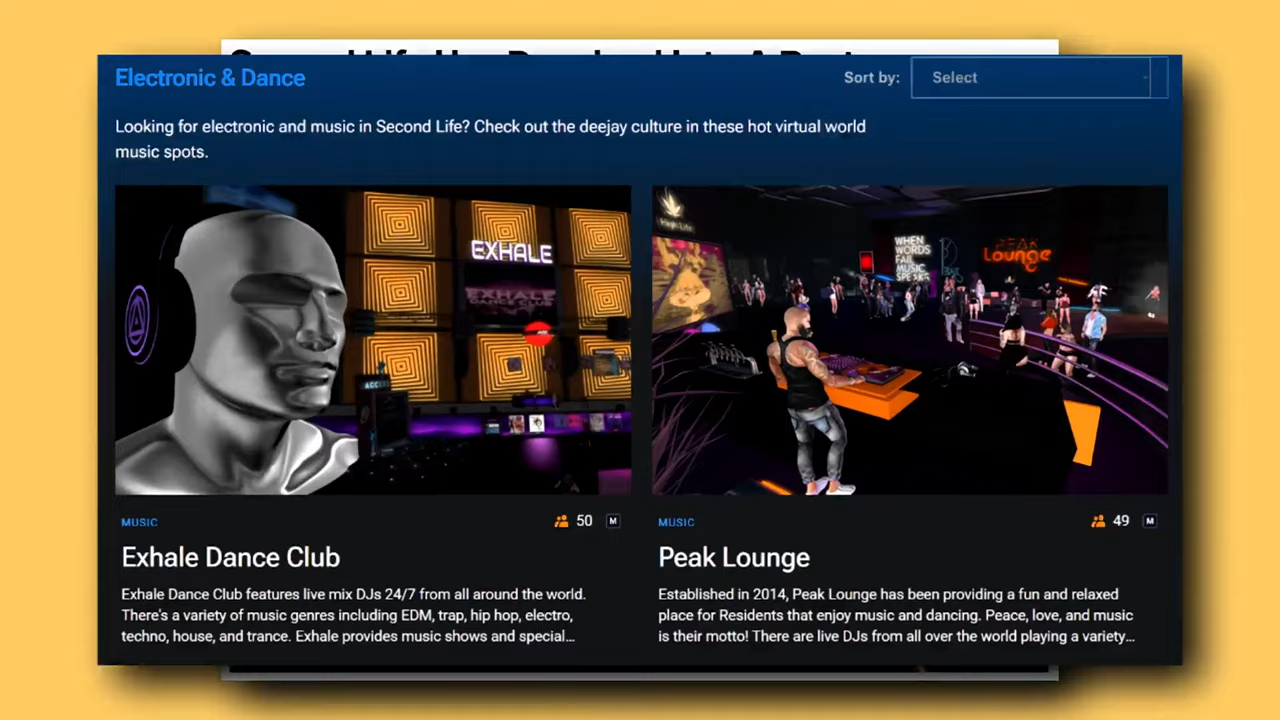 Electronic & Dance
Sort by:
Select
Looking for electronic and music in Second Life? Check out the deejay culture in these hot virtual world
music spots.
EXHALE
EXHALE
DANCE CLUB
ACCESS
High Life
WHEN
WORDS
FAIL
MUSIC
SPEAKS
PEAK
Lounge
MUSIC
50
M
Exhale Dance Club
Exhale Dance Club features live mix DJs 24/7 from all around the world.
There's a variety of music genres including EDM, trap, hip hop, electro,
techno, house, and trance. Exhale provides music shows and special...
MUSIC
49
M
Peak Lounge
Established in 2014, Peak Lounge has been providing a fun and relaxed
place for Residents that enjoy music and dancing. Peace, love, and music
is their motto! There are live DJs from all over the world playing a variety...